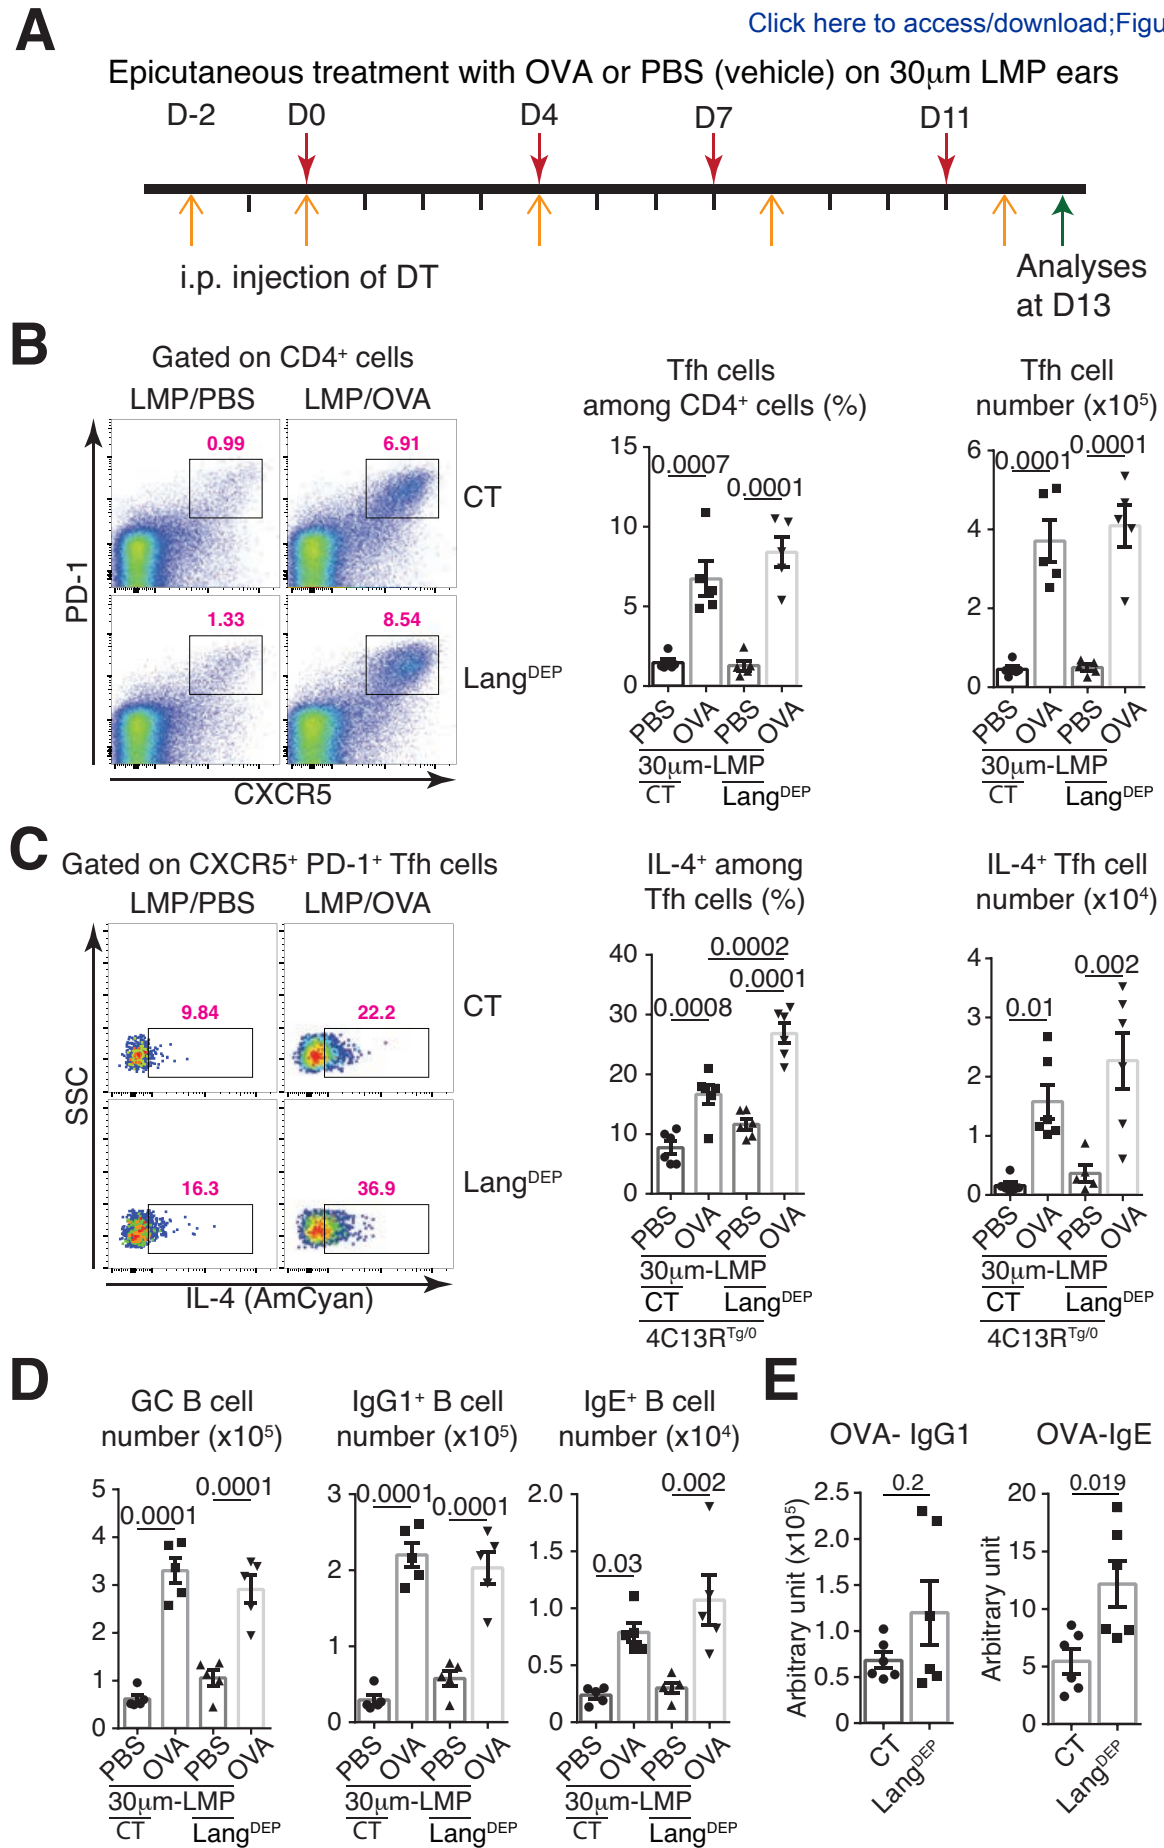 Click here to access/download;Figu
A
Epicutaneous treatment with OVA or PBS (vehicle) on 30μm LMP ears
D-2 D0 D4 D7 D11
i.p. injection of DT
Analyses
at D13
B
Gated on CD4⁺ cells
LMP/PBS LMP/OVA
0.99 6.91
CT
1.33 8.54
Lang^DEP
PD-1
CXCR5
Tfh cells
among CD4⁺ cells (%)
15
10
5
0
0.0007
0.0001
PBS OVA PBS OVA
30μm-LMP
CT Lang^DEP
Tfh cell
number (x10⁵)
6
4
2
0
0.0001 0.0001
PBS OVA PBS OVA
30μm-LMP
CT Lang^DEP
C
Gated on CXCR5⁺ PD-1⁺ Tfh cells
LMP/PBS LMP/OVA
9.84 22.2
CT
16.3 36.9
Lang^DEP
SSC
IL-4 (AmCyan)
IL-4⁺ among
Tfh cells (%)
40
30
20
10
0
0.0002
0.0001
0.0008
PBS OVA PBS OVA
30μm-LMP
CT Lang^DEP
4C13R^Tg/0
IL-4⁺ Tfh cell
number (x10⁴)
4
3
2
1
0
0.002
0.01
PBS OVA PBS OVA
30μm-LMP
CT Lang^DEP
4C13R^Tg/0
D
GC B cell
number (x10⁵)
5
4
3
2
1
0
0.0001
0.0001
PBS OVA PBS OVA
30μm-LMP
CT Lang^DEP
IgG1⁺ B cell
number (x10⁵)
3
2
1
0
0.0001 0.0001
PBS OVA PBS OVA
30μm-LMP
CT Lang^DEP
IgE⁺ B cell
number (x10⁴)
2.0
1.5
1.0
0.5
0
0.002
0.03
PBS OVA PBS OVA
30μm-LMP
CT Lang^DEP
E
OVA- IgG1
Arbitrary unit (x10⁵)
2.5
2.0
1.5
1.0
0.5
0
0.2
CT Lang^DEP
OVA-IgE
Arbitrary unit
20
15
10
5
0
0.019
CT Lang^DEP